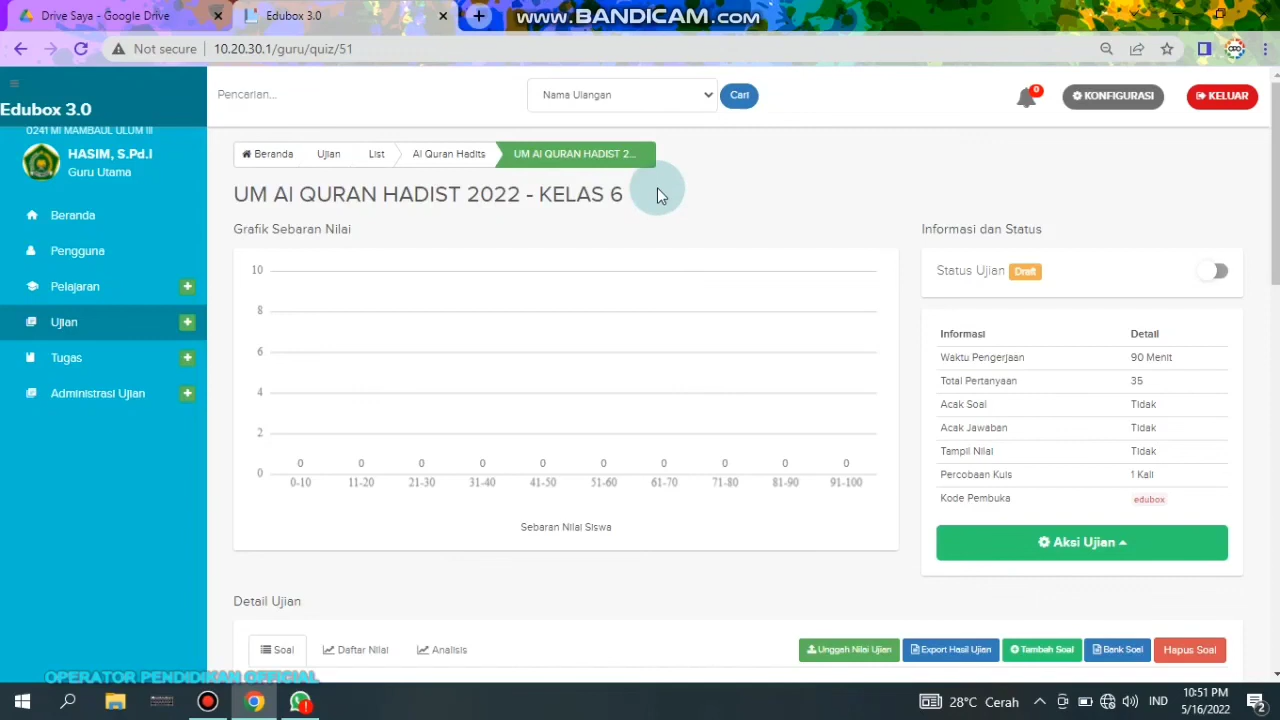 Drive Saya - Google Drive
Edubox 3.0
www.BANDICAM.com
Not secure
10.20.30.1/guru/quiz/51
Edubox 3.0
Pencarian...
Nama Ulangan
Cari
0
KONFIGURASI
KELUAR
0241 MI MAMBAUL ULUM III
HASIM, S.Pd.I
Guru Utama
Beranda
Pengguna
Pelajaran
Ujian
Tugas
Administrasi Ujian
Beranda
Ujian
List
Al Quran Hadits
UM Al QURAN HADIST 2...
UM Al QURAN HADIST 2022 - KELAS 6
Grafik Sebaran Nilai
10
8
6
4
2
0
0 0 0 0 0 0 0 0 0 0
0-10 11-20 21-30 31-40 41-50 51-60 61-70 71-80 81-90 91-100
Sebaran Nilai Siswa
Informasi dan Status
Status Ujian Draft
Informasi Detail
Waktu Pengerjaan 90 Menit
Total Pertanyaan 35
Acak Soal Tidak
Acak Jawaban Tidak
Tampil Nilai Tidak
Percobaan Kuis 1 Kali
Kode Pembuka edubox
Aksi Ujian
Detail Ujian
Soal
Daftar Nilai
Analisis
Unggah Nilai Ujian
Export Hasil Ujian
Tambah Soal
Bank Soal
Hapus Soal
OPERATOR PENDIDIKAN OFFICIAL
28°C Cerah
IND
10:51 PM
5/16/2022
2